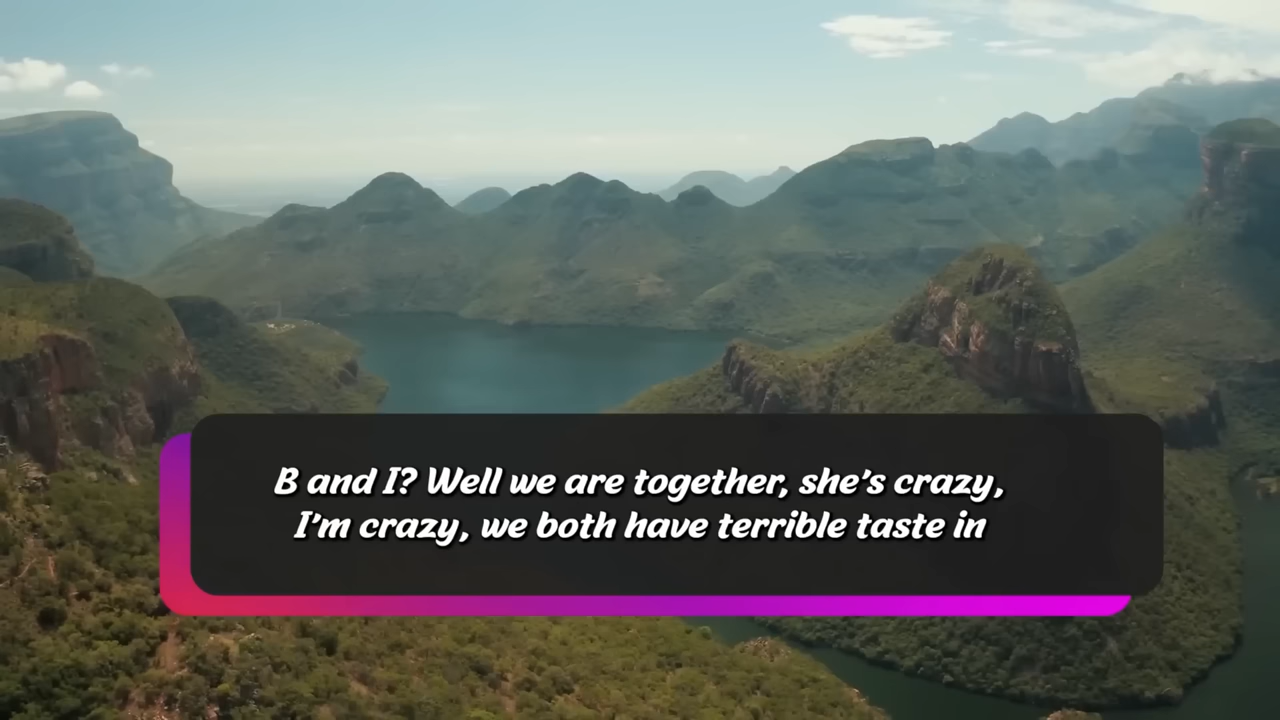 B and I? Well we are together, she's crazy,
I'm crazy, we both have terrible taste in